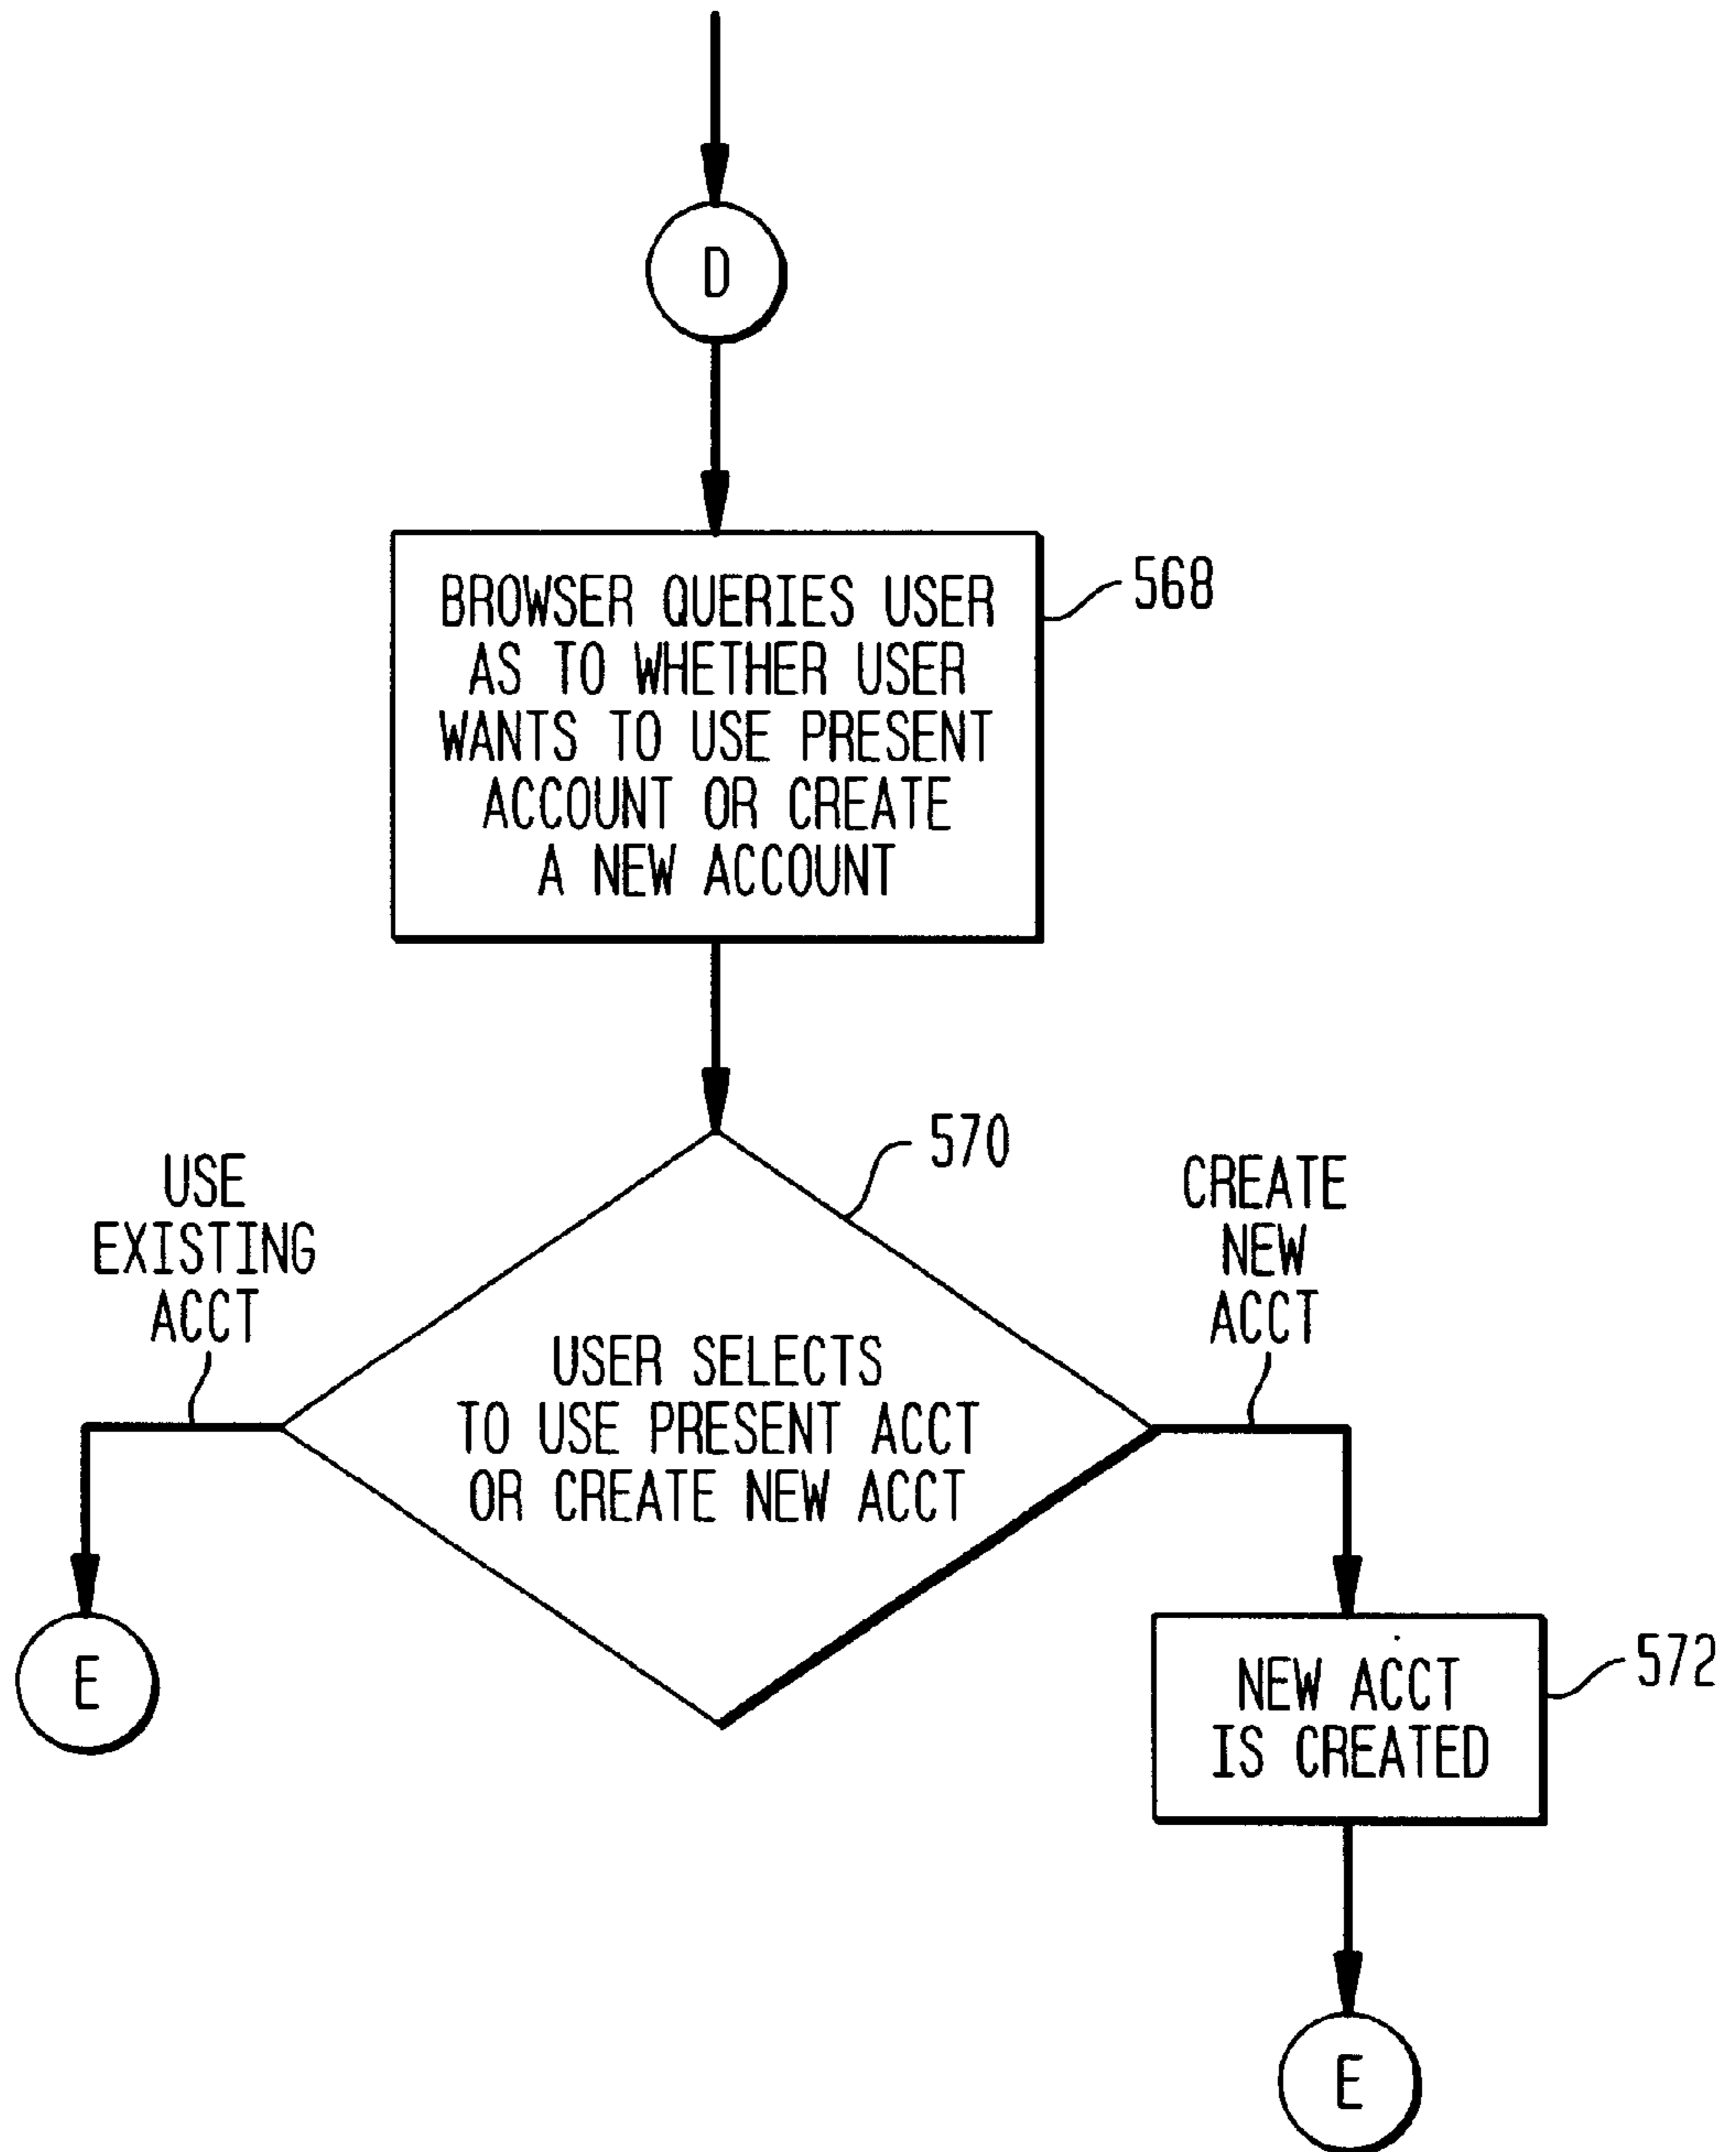 D
BROWSER QUERIES USER
AS TO WHETHER USER
WANTS TO USE PRESENT
ACCOUNT OR CREATE
A NEW ACCOUNT
568
570
USE
EXISTING
ACCT
CREATE
NEW
ACCT
USER SELECTS
TO USE PRESENT ACCT
OR CREATE NEW ACCT
E
NEW ACCT
IS CREATED
572
E